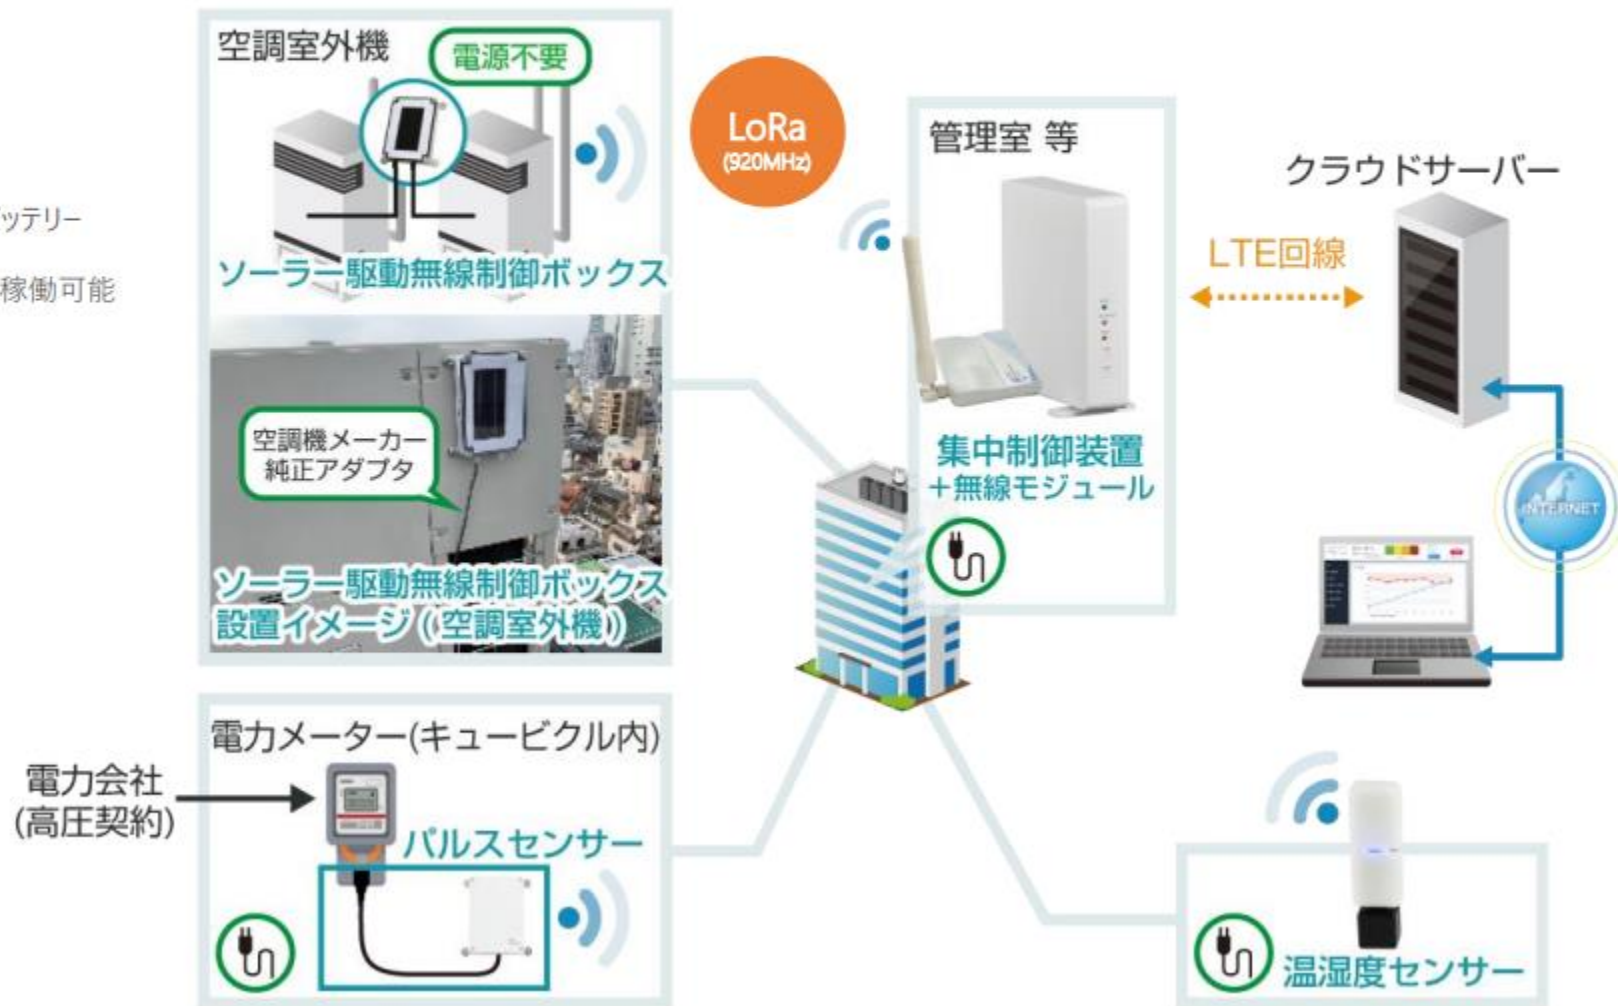 ッテリー
稼働可能
空調室外機
電源不要
ソーラー駆動無線制御ボックス
空調機メーカー
純正アダプタ
ソーラー駆動無線制御ボックス
設置イメージ(空調室外機)
LoRa
(920MHz)
管理室 等
集中制御装置
+無線モジュール
LTE回線
クラウドサーバー
INTERNET
電力会社
(高圧契約)
電力メーター(キュービクル内)
パルスセンサー
温湿度センサー